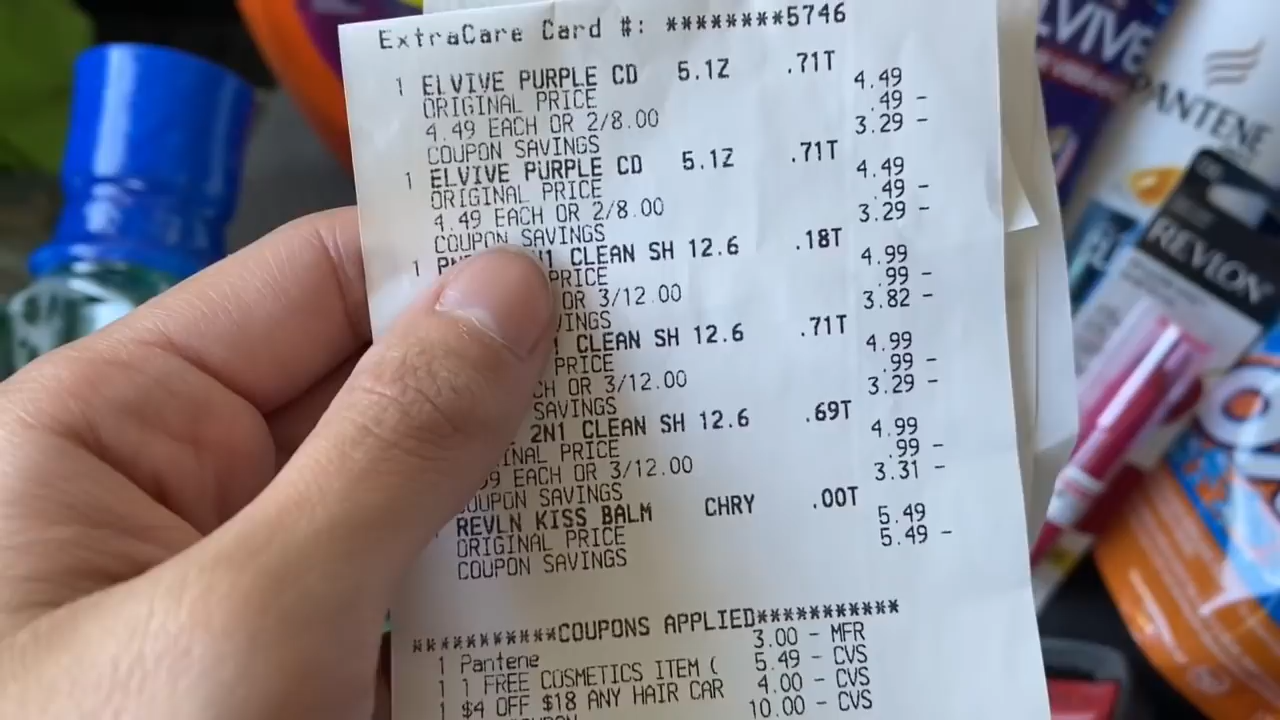 ExtraCare Card #: ********5746
1 ELVIVE PURPLE CD 5.1Z .71T
ORIGINAL PRICE 4.49
4.49 EACH OR 2/8.00 .49 -
COUPON SAVINGS 3.29 -
1 ELVIVE PURPLE CD 5.1Z .71T
ORIGINAL PRICE 4.49
4.49 EACH OR 2/8.00 .49 -
COUPON SAVINGS 3.29 -
1 CLEAN SH 12.6 .18T
PRICE 4.99
OR 3/12.00 .99 -
3.82 -
CLEAN SH 12.6 .71T
PRICE 4.99
OR 3/12.00 .99 -
SAVINGS 3.29 -
2N1 CLEAN SH 12.6 .69T
4.99
EACH OR 3/12.00 .99 -
COUPON SAVINGS 3.31 -
REVLN KISS BALM CHRY .00T
ORIGINAL PRICE 5.49
COUPON SAVINGS 5.49 -
**********COUPONS APPLIED***********
1 Pantene 3.00 - MFR
1 1 FREE COSMETICS ITEM ( 5.49 - CVS
1 $4 OFF $18 ANY HAIR CAR 4.00 - CVS
10.00 - CVS
PANTENE
REVLON